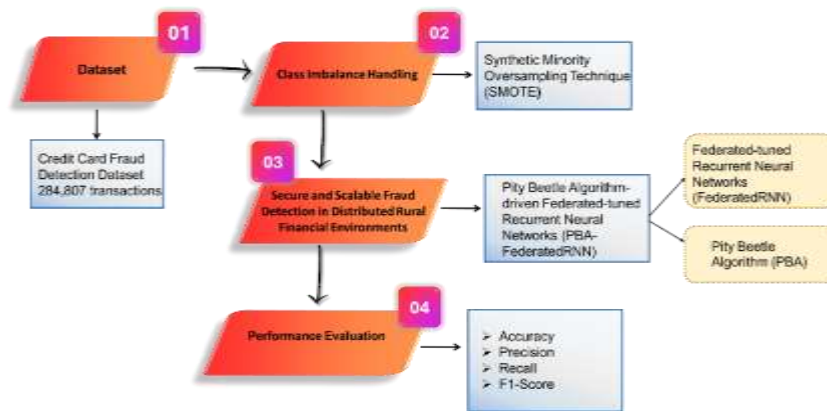 01
Dataset
02
Class Imbalance Handling
Synthetic Minority
Oversampling Technique
(SMOTE)
Credit Card Fraud
Detection Dataset
284,807 transactions
03
Secure and Scalable Fraud
Detection in Distributed Rural
Financial Environments
Pity Beetle Algorithm-
driven Federated-tuned
Recurrent Neural
Networks (PBA-
FederatedRNN)
Federated-tuned
Recurrent Neural
Networks
(FederatedRNN)
Pity Beetle
Algorithm (PBA)
04
Performance Evaluation
➢ Accuracy
➢ Precision
➢ Recall
➢ F1-Score